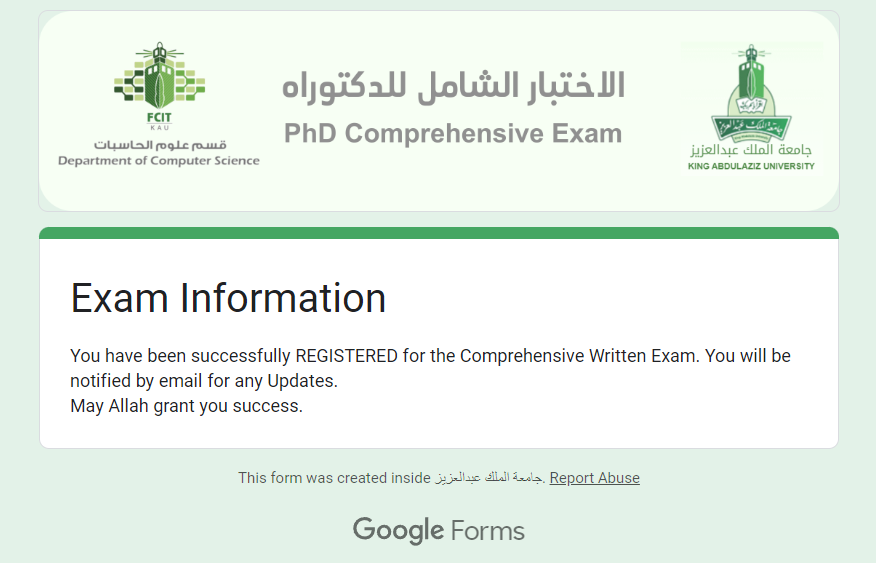 FCIT
KAU
قسم علوم الحاسبات
Department of Computer Science
الاختبار الشامل للدكتوراه
PhD Comprehensive Exam
جامعة الملك عبدالعزيز
جامعة الملك عبدالعزيز
KING ABDULAZIZ UNIVERSITY
Exam Information
You have been successfully REGISTERED for the Comprehensive Written Exam. You will be
notified by email for any Updates.
May Allah grant you success.
This form was created inside جامعة الملك عبدالعزيز. Report Abuse
Google Forms